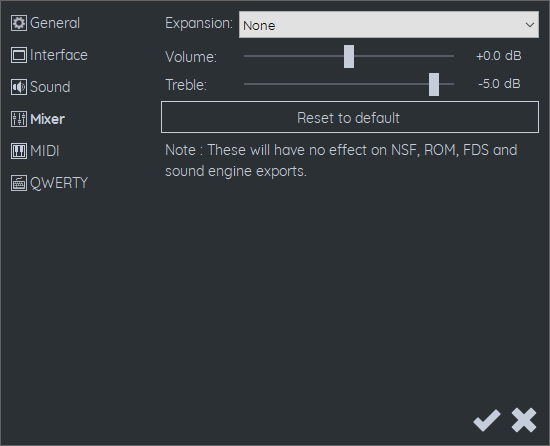 General
Interface
Sound
Mixer
MIDI
QWERTY
Expansion: None
Volume: +0.0 dB
Treble: -5.0 dB
Reset to default
Note : These will have no effect on NSF, ROM, FDS and
sound engine exports.